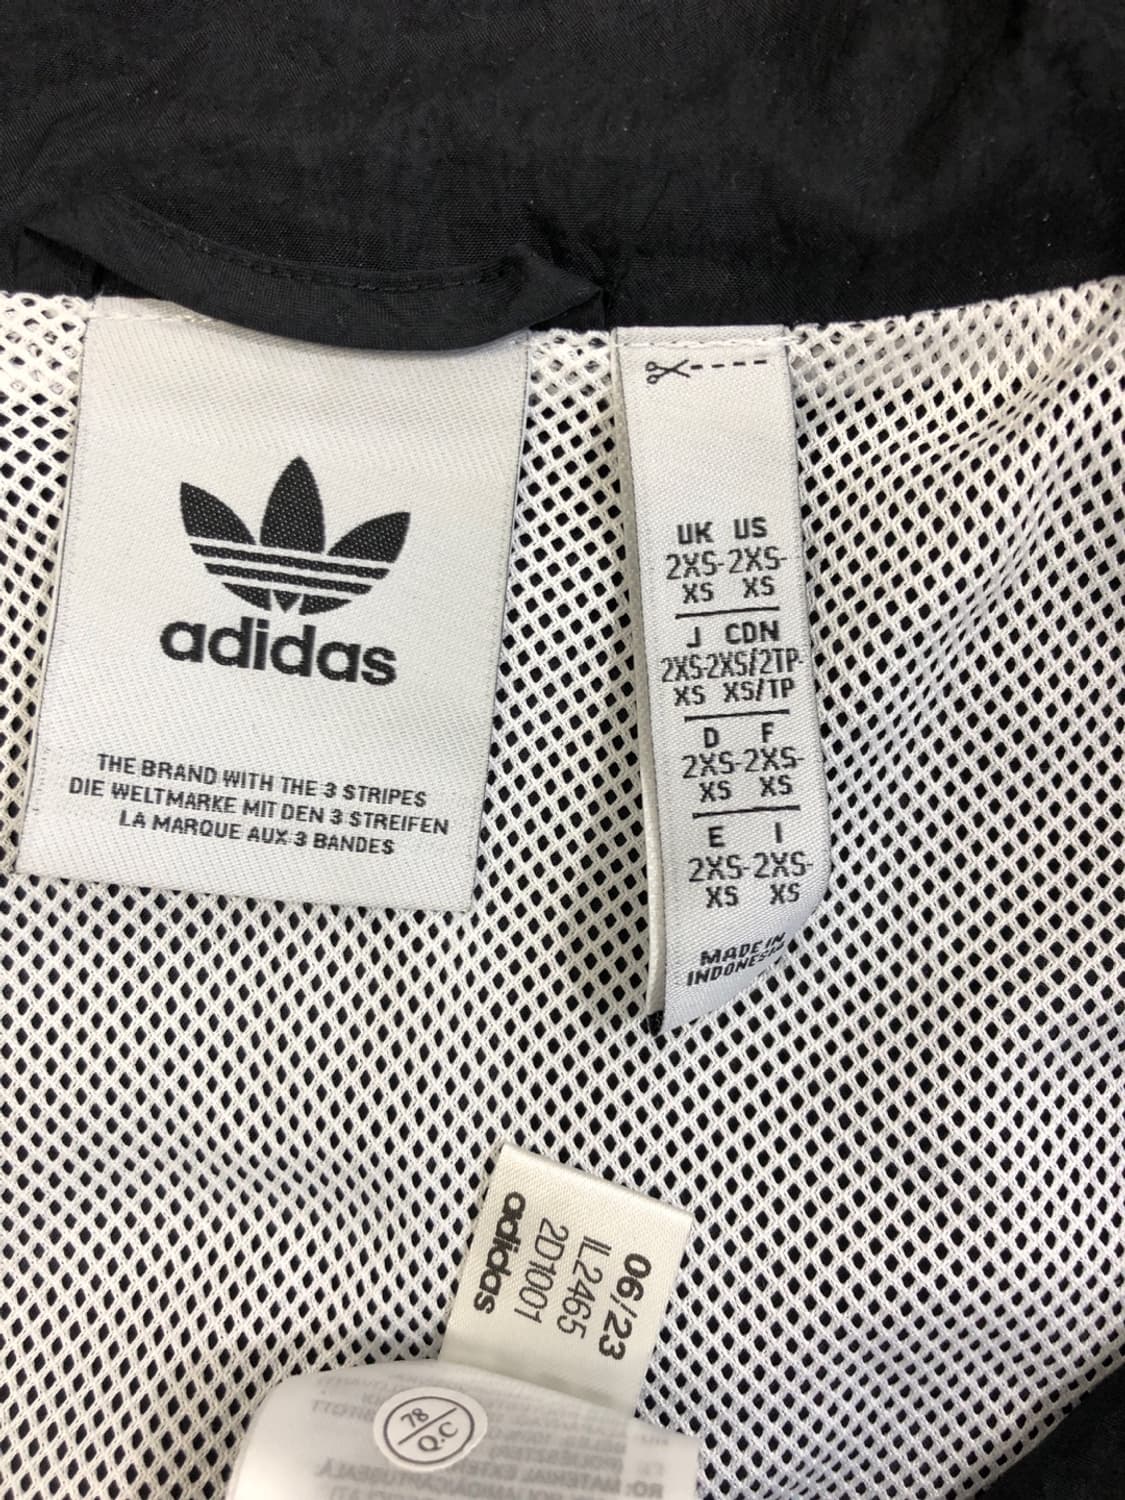 adidas
THE BRAND WITH THE 3 STRIPES
DIE WELTMARKE MIT DEN 3 STREIFEN
LA MARQUE AUX 3 BANDES
UK US
2XS-2XS-
XS XS
J CDN
2XS-2XS/2TP-
XS XS/TP
D F
2XS-2XS-
XS XS
E I
2XS-2XS-
XS XS
MADE IN
INDONESIA
06/23
IL2465
2D1001
adidas
78
Q.C